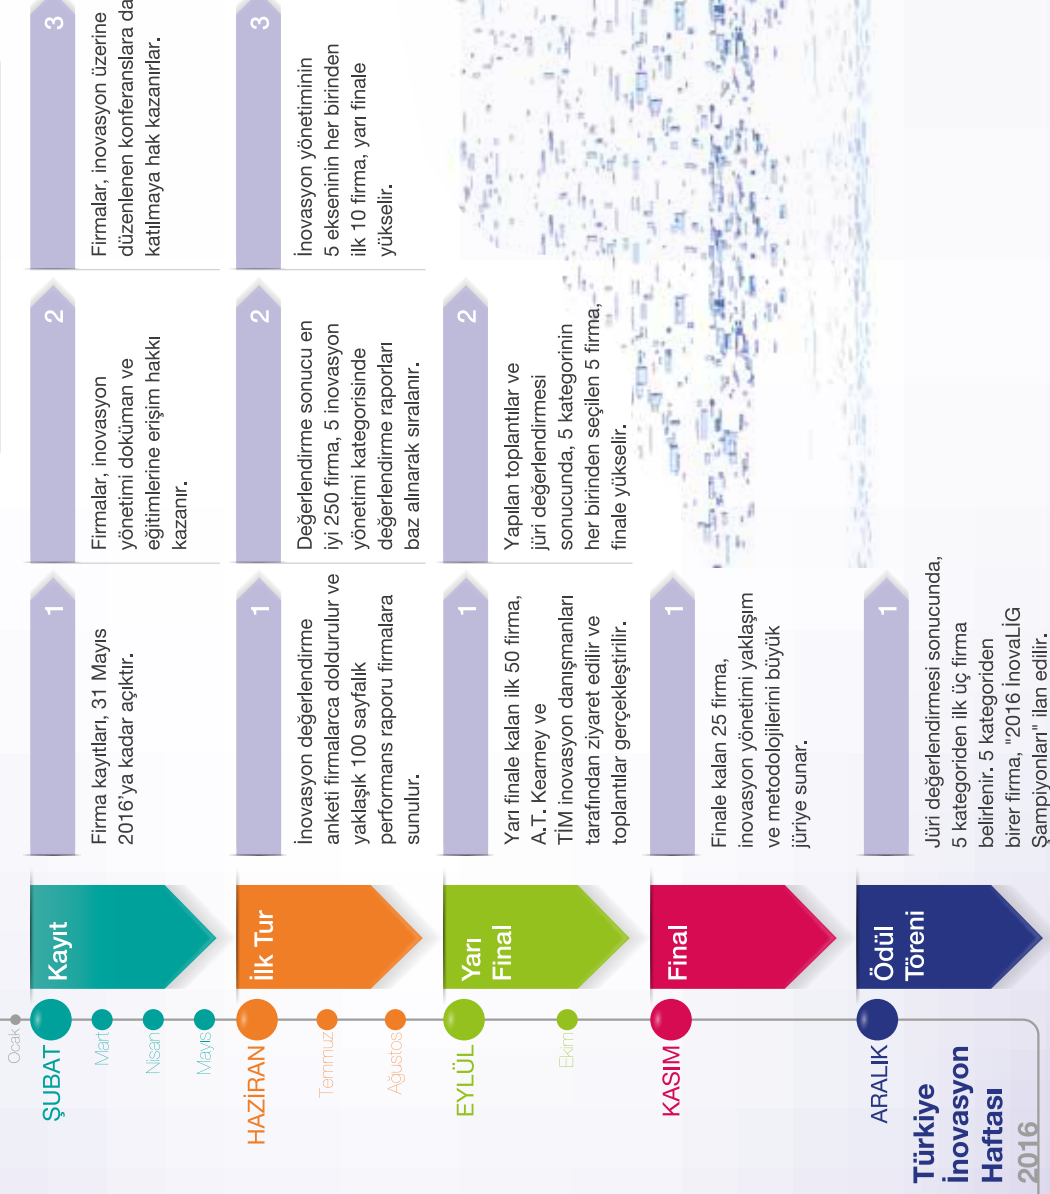 Ocak
ŞUBAT
Mart
Nisan
Mayıs
Kayıt
1
Firma kayıtları, 31 Mayıs
2016'ya kadar açıktır.
2
Firmalar, inovasyon
yönetimi doküman ve
eğitimlerine erişim hakkı
kazanır.
3
Firmalar, inovasyon üzerine
düzenlenen konferanslara da
katılmaya hak kazanırlar.
HAZİRAN
Temmuz
Ağustos
İlk Tur
1
İnovasyon değerlendirme
anketi firmalarca doldurulur ve
yaklaşık 100 sayfalık
performans raporu firmalara
sunulur.
2
Değerlendirme sonucu en
iyi 250 firma, 5 inovasyon
yönetimi kategorisinde
değerlendirme raporları
baz alınarak sıralanır.
3
İnovasyon yönetiminin
5 ekseninin her birinden
ilk 10 firma, yarı finale
yükselir.
EYLÜL
Ekim
Yarı
Final
1
Yarı finale kalan ilk 50 firma,
A.T. Kearney ve
TİM inovasyon danışmanları
tarafından ziyaret edilir ve
toplantılar gerçekleştirilir.
2
Yapılan toplantılar ve
jüri değerlendirmesi
sonucunda, 5 kategorinin
her birinden seçilen 5 firma,
finale yükselir.
KASIM
Final
1
Finale kalan 25 firma,
inovasyon yönetimi yaklaşım
ve metodolojilerini büyük
jüriye sunar.
ARALIK
Türkiye
İnovasyon
Haftası
2016
Ödül
Töreni
1
Jüri değerlendirmesi sonucunda,
5 kategoriden ilk üç firma
belirlenir. 5 kategoriden
birer firma, "2016 İnovaLİG
Şampiyonları" ilan edilir.